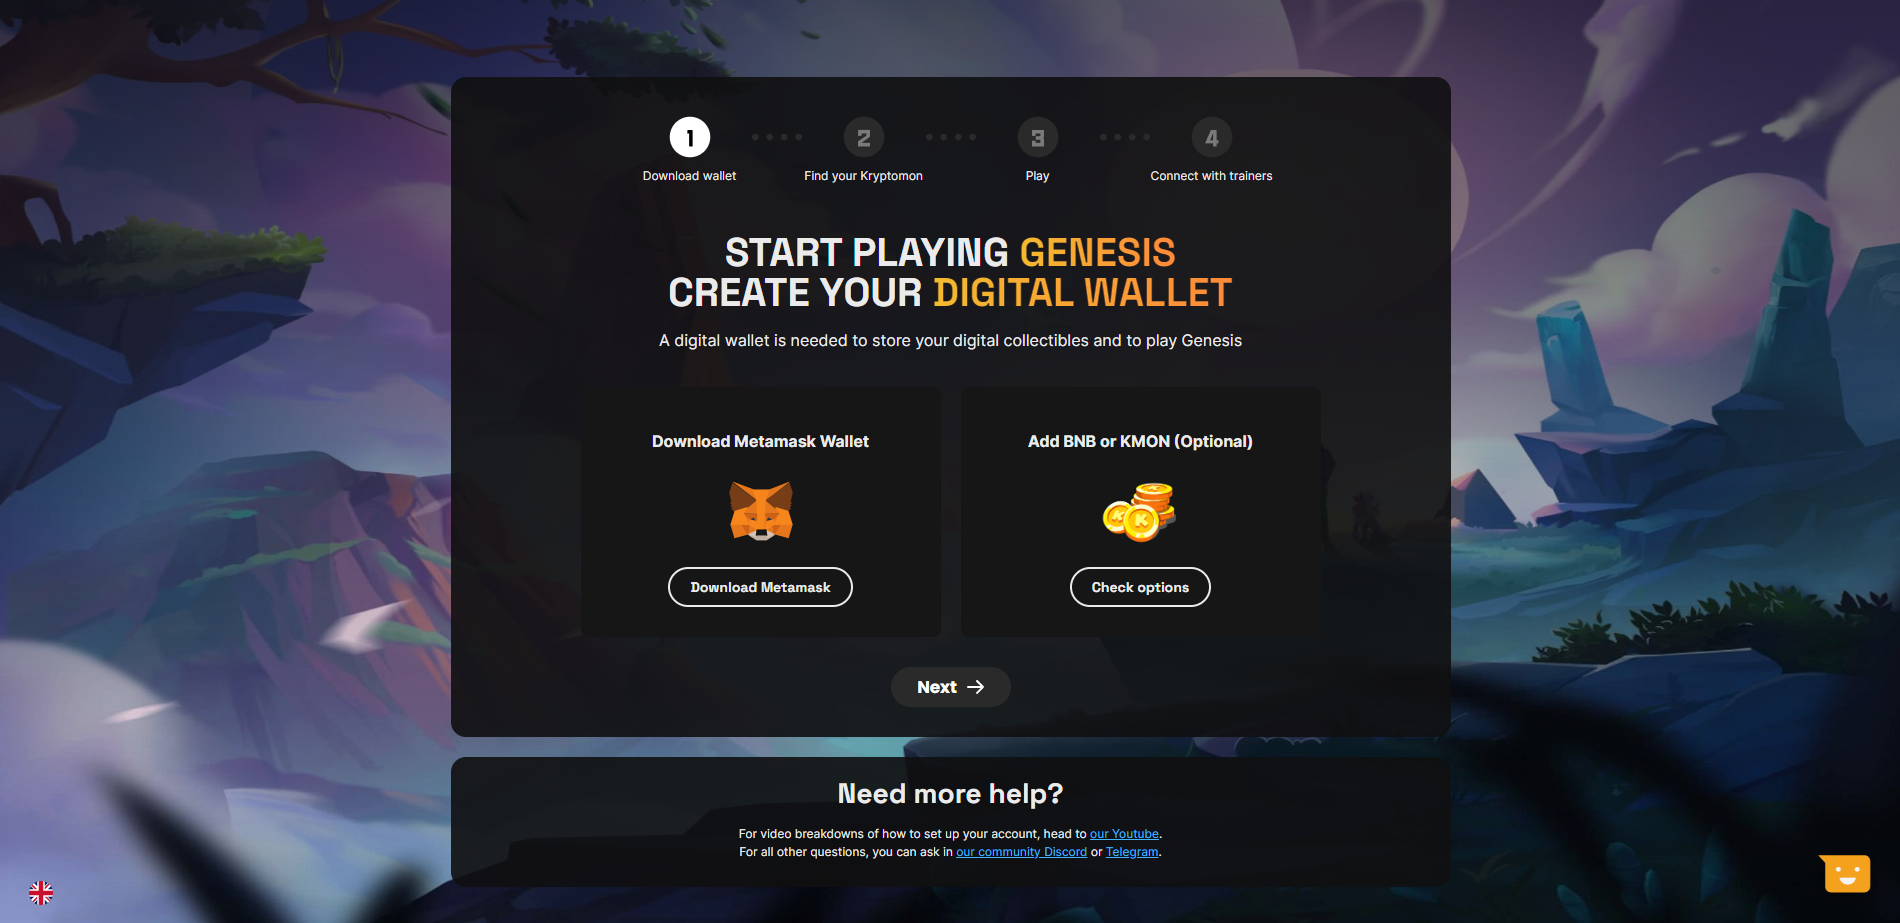 1
2
3
4
Download wallet
Find your Kryptomon
Play
Connect with trainers
START PLAYING GENESIS
CREATE YOUR DIGITAL WALLET
A digital wallet is needed to store your digital collectibles and to play Genesis
Download Metamask Wallet
Download Metamask
Add BNB or KMON (Optional)
K
K
K
Check options
Next →
Need more help?
For video breakdowns of how to set up your account, head to our Youtube.
For all other questions, you can ask in our community Discord or Telegram.